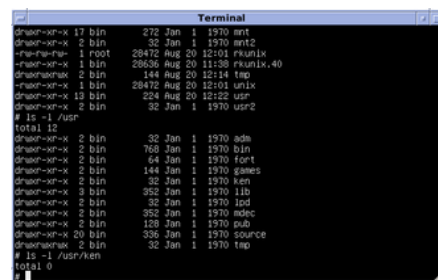 Terminal
drwxr-xr-x 17 bin 272 Jan 1 1970 mnt
drwxr-xr-x 2 bin 32 Jan 1 1970 mnt2
-rw-rw-rw- 1 root 28472 Aug 20 12:01 rkunix
-rwxr-xr-x 1 bin 28636 Aug 20 11:38 rkunix.40
drwxrwxrwx 2 bin 144 Aug 20 12:14 tmp
-rwxr-xr-x 1 bin 28472 Aug 20 12:01 unix
drwxr-xr-x 13 bin 224 Aug 20 12:22 usr
drwxr-xr-x 2 bin 32 Jan 1 1970 usr2
# ls -l /usr
total 12
drwxr-xr-x 2 bin 32 Jan 1 1970 adm
drwxr-xr-x 2 bin 768 Jan 1 1970 bin
drwxr-xr-x 2 bin 64 Jan 1 1970 fort
drwxr-xr-x 2 bin 144 Jan 1 1970 games
drwxr-xr-x 2 bin 32 Jan 1 1970 ken
drwxr-xr-x 3 bin 352 Jan 1 1970 lib
drwxr-xr-x 2 bin 32 Jan 1 1970 lpd
drwxr-xr-x 2 bin 352 Jan 1 1970 mdec
drwxr-xr-x 2 bin 128 Jan 1 1970 pub
drwxr-xr-x 20 bin 336 Jan 1 1970 source
drwxrwxrwx 2 bin 32 Jan 1 1970 tmp
# ls -l /usr/ken
total 0
#